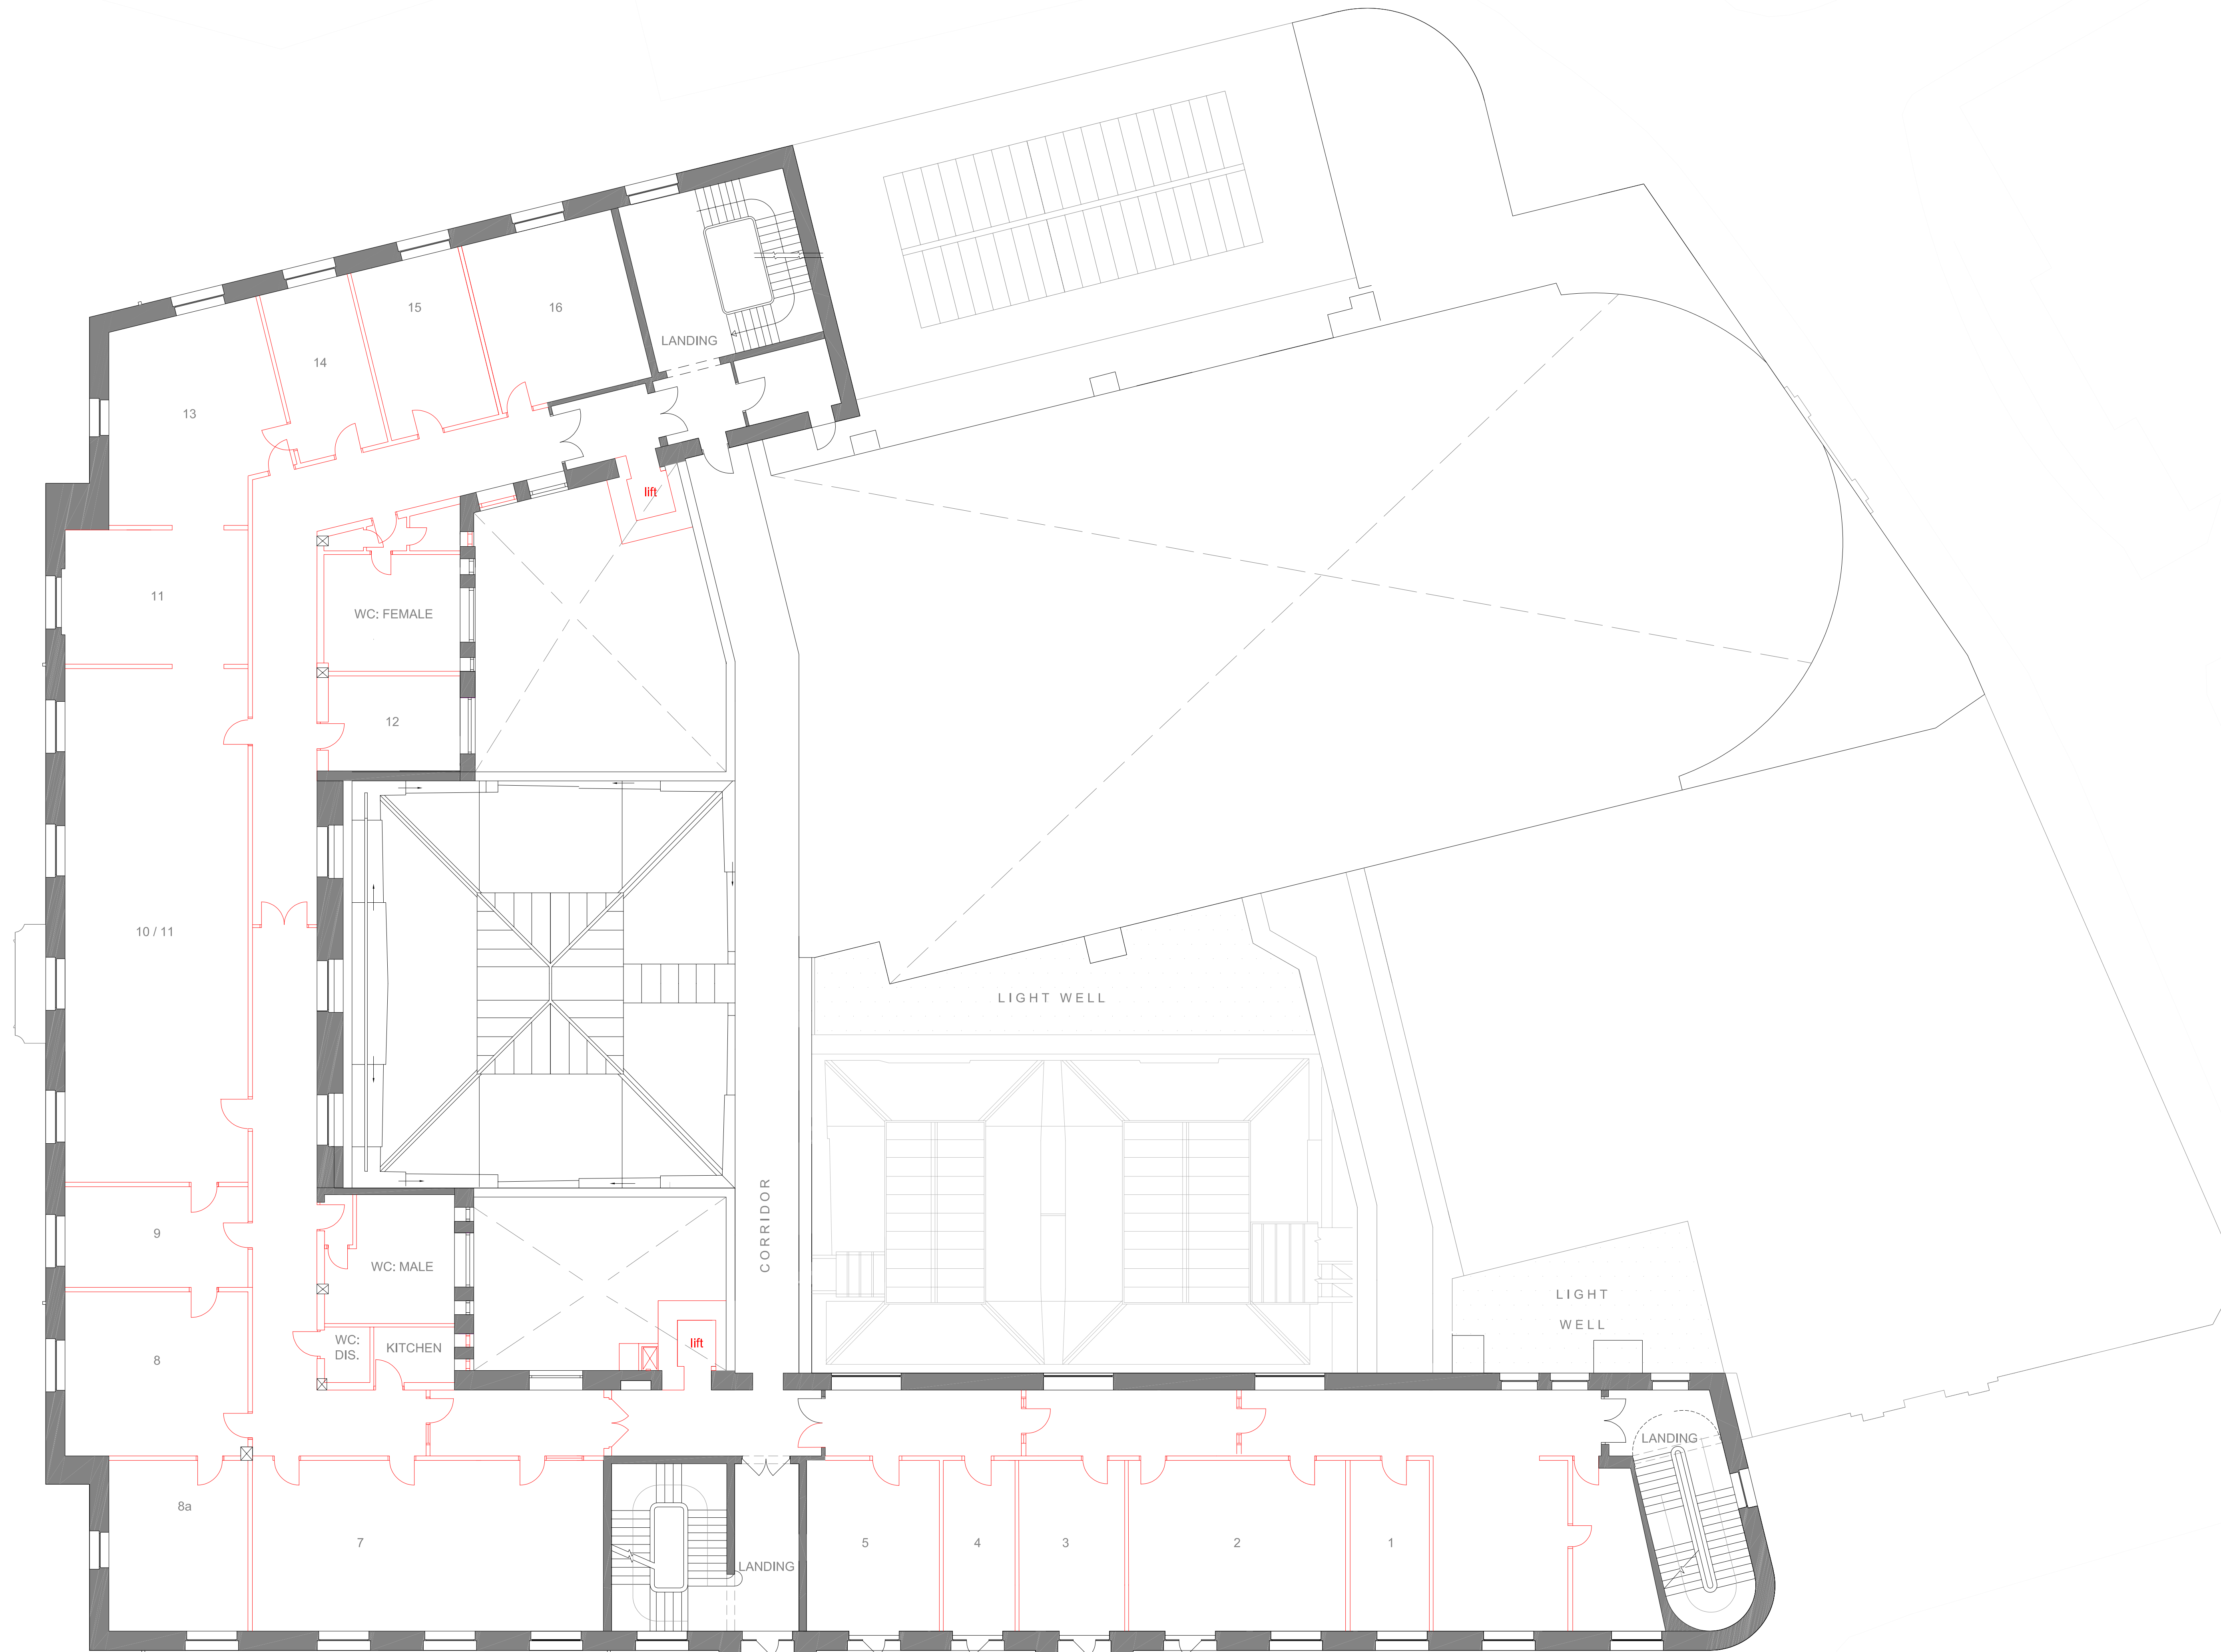 16
15
LANDING
14
13
lift
11
WC: FEMALE
12
10 / 11
LIGHT WELL
CORRIDOR
9
WC: MALE
LIGHT
WELL
WC:
DIS.
KITCHEN
lift
8
LANDING
8a
7
LANDING
5
4
3
2
1